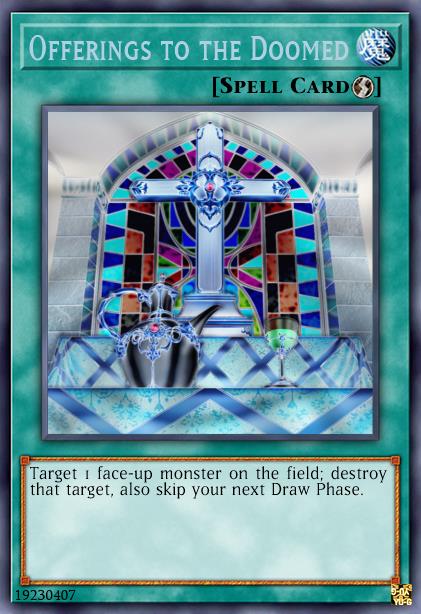 Offerings to the Doomed
魔
[Spell Card]
Target 1 face-up monster on the field; destroy
that target, also skip your next Draw Phase.
19230407